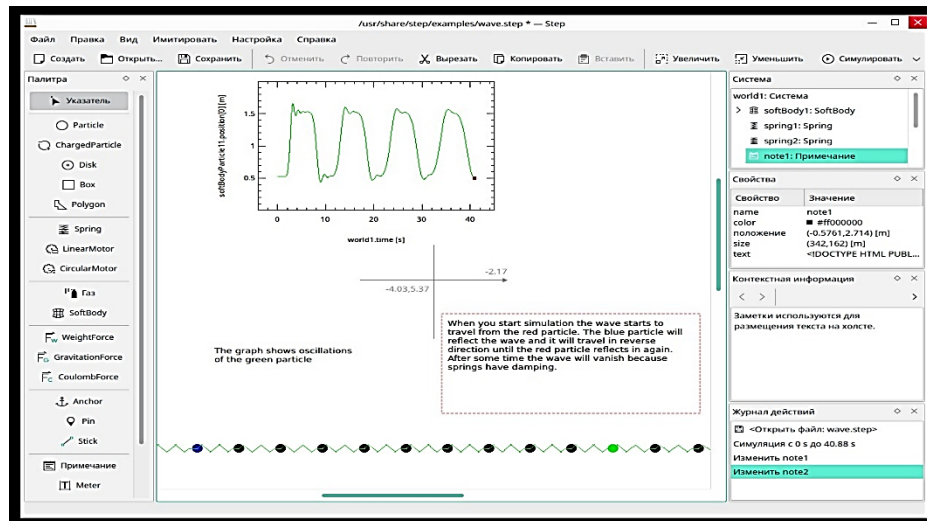 /usr/share/step/examples/wave.step * — Step
Файл Правка Вид Имитировать Настройка Справка
Создать Открыть... Сохранить Отменить Повторить Вырезать Копировать Вставить Увеличить Уменьшить Симулировать
Палитра
Указатель
Particle
ChargedParticle
Disk
Box
Polygon
Spring
LinearMotor
CircularMotor
Газ
SoftBody
WeightForce
GravitationForce
CoulombForce
Anchor
Pin
Stick
Примечание
Meter
softBodyParticle11.position[0][m]
1.5
1
0.5
0 10 20 30 40
world1.time [s]
-2.17
-4.03,5.37
The graph shows oscillations
of the green particle
When you start simulation the wave starts to
travel from the red particle. The blue particle will
reflect the wave and it will travel in reverse
direction until the red particle reflects in again.
After some time the wave will vanish because
springs have damping.
Система
world1: Система
softBody1: SoftBody
spring1: Spring
spring2: Spring
note1: Примечание
Свойства
Свойство Значение
name note1
color #ff000000
положение (-0.5761,2.714) [m]
size (342,162) [m]
text <!DOCTYPE HTML PUBL...
Контекстная информация
Заметки используются для
размещения текста на холсте.
Журнал действий
<Открыть файл: wave.step>
Симуляция с 0 s до 40.88 s
Изменить note1
Изменить note2